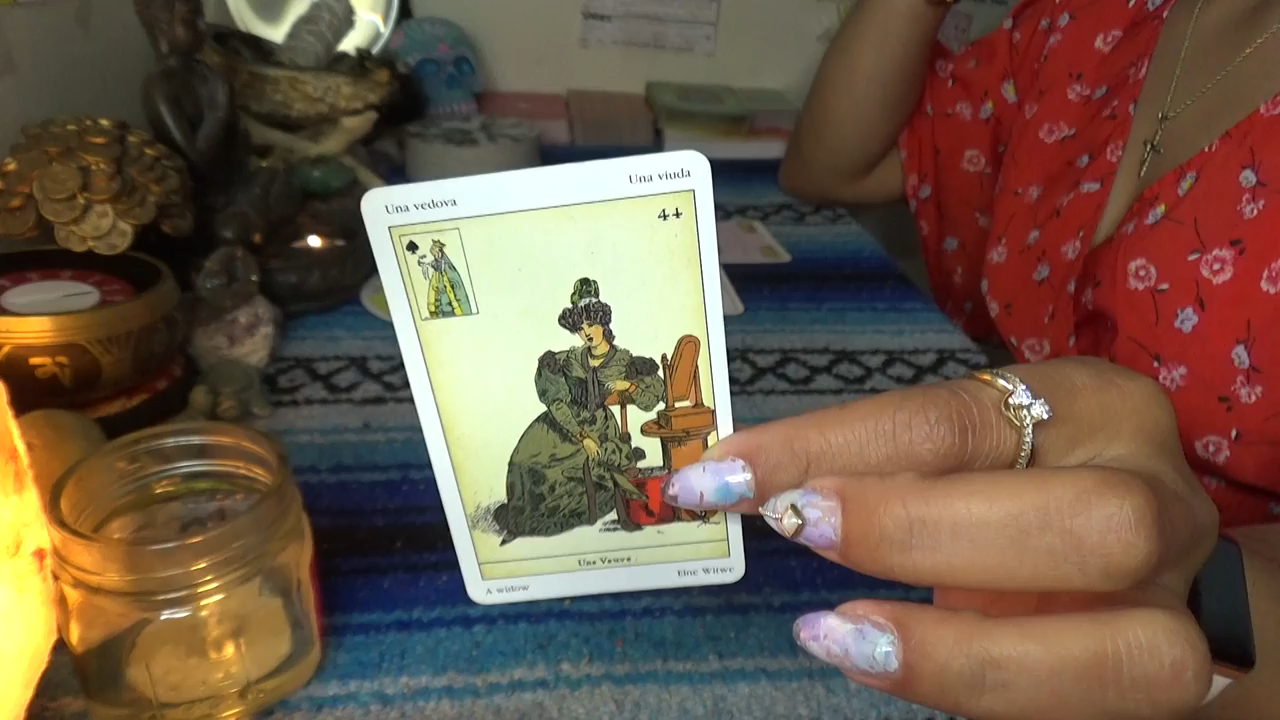 Una vedova
Una viuda
44
Une Veuve
A widow
Eine Witwe